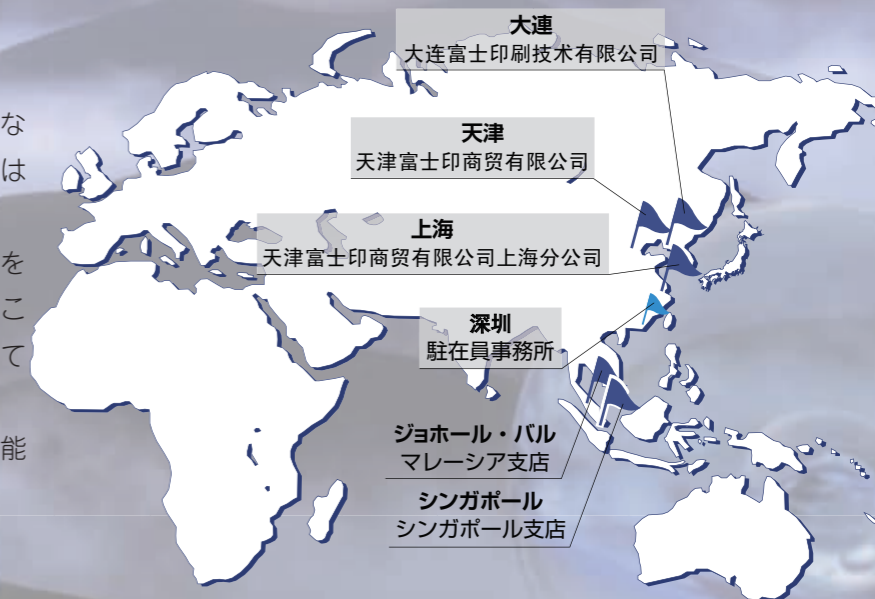 大連
大连富士印刷技术有限公司
天津
天津富士印商贸有限公司
上海
天津富士印商贸有限公司上海分公司
深圳
駐在員事務所
ジョホール・バル
マレーシア支店
シンガポール
シンガポール支店
な
は
を
こ
て
能